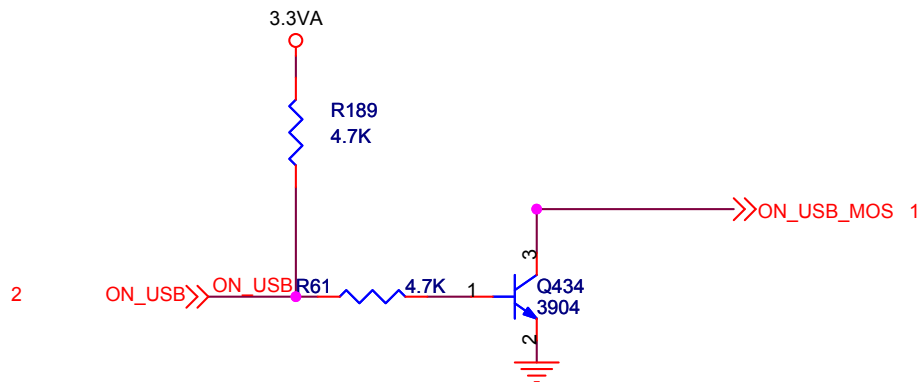 3.3VA
R189
4.7K
ON_USB_MOS 1
3
2 ON_USB ON_USB R61 4.7K 1 Q434
3904
2